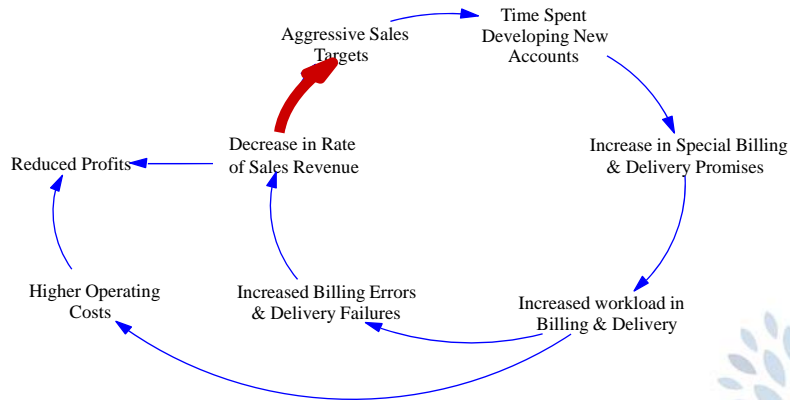 Aggressive Sales
Targets
Time Spent
Developing New
Accounts
Decrease in Rate
of Sales Revenue
Reduced Profits
Increase in Special Billing
& Delivery Promises
Higher Operating
Costs
Increased Billing Errors
& Delivery Failures
Increased workload in
Billing & Delivery